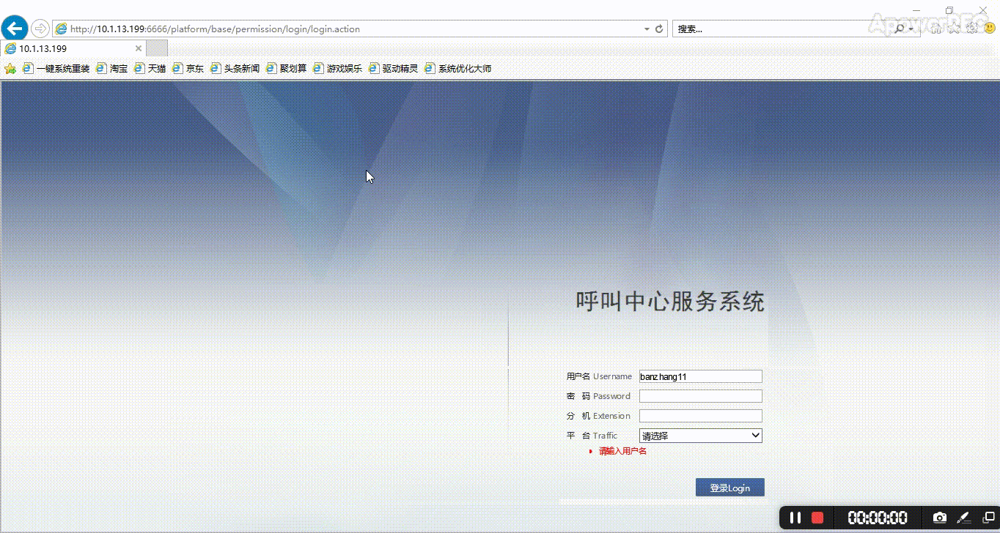 ApowerREC
http://10.1.13.199:6666/platform/base/permission/login/login.action
搜索...
10.1.13.199
一键系统重装 淘宝 天猫 京东 头条新闻 聚划算 游戏娱乐 驱动精灵 系统优化大师
呼叫中心服务系统
用户名 Username banzhang11
密 码 Password
分 机 Extension
平 台 Traffic 请选择
请输入用户名
登录Login
00:00:00